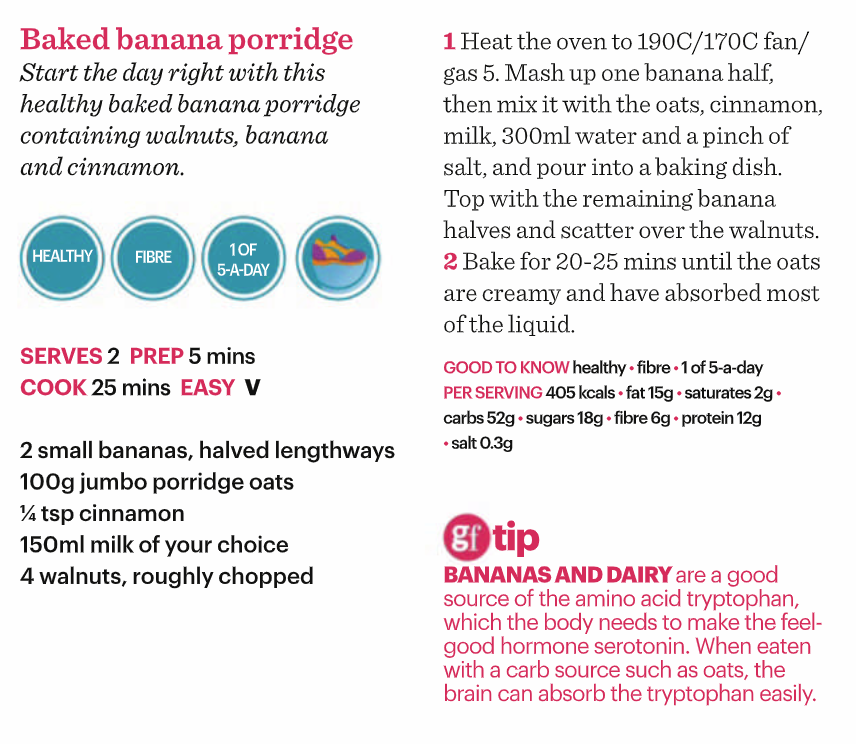 Baked banana porridge
Start the day right with this
healthy baked banana porridge
containing walnuts, banana
and cinnamon.
HEALTHY
FIBRE
1 OF
5-A-DAY
SERVES 2 PREP 5 mins
COOK 25 mins EASY V
2 small bananas, halved lengthways
100g jumbo porridge oats
¼ tsp cinnamon
150ml milk of your choice
4 walnuts, roughly chopped
1 Heat the oven to 190C/170C fan/
gas 5. Mash up one banana half,
then mix it with the oats, cinnamon,
milk, 300ml water and a pinch of
salt, and pour into a baking dish.
Top with the remaining banana
halves and scatter over the walnuts.
2 Bake for 20-25 mins until the oats
are creamy and have absorbed most
of the liquid.
GOOD TO KNOW healthy • fibre • 1 of 5-a-day
PER SERVING 405 kcals • fat 15g • saturates 2g •
carbs 52g • sugars 18g • fibre 6g • protein 12g
• salt 0.3g
gf tip
BANANAS AND DAIRY are a good
source of the amino acid tryptophan,
which the body needs to make the feel-
good hormone serotonin. When eaten
with a carb source such as oats, the
brain can absorb the tryptophan easily.